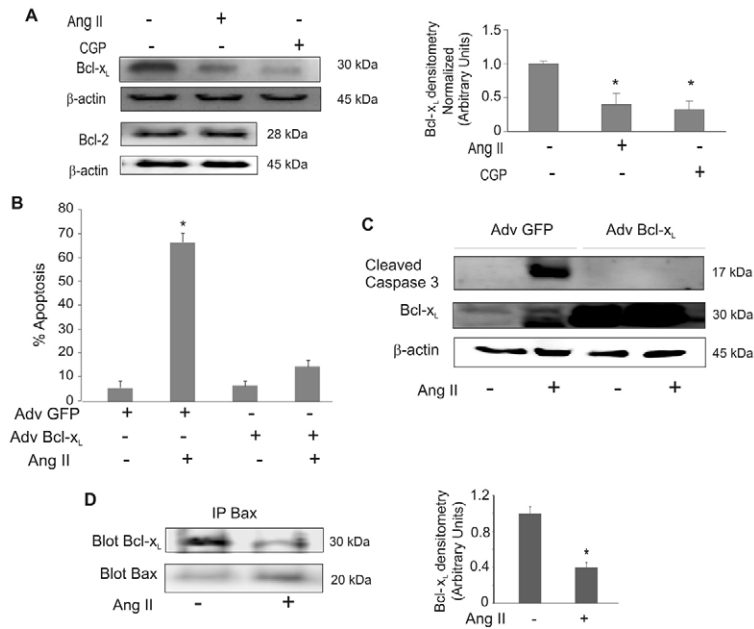 A
Ang II - + -
CGP - - +
Bcl-xL 30 kDa
β-actin 45 kDa
Bcl-2 28 kDa
β-actin 45 kDa
Bcl-xL densitometry
Normalized
(Arbitrary Units)
1.5
1.0
0.5
0.0
* *
Ang II - + -
CGP - - +
B
% Apoptosis
80
70
60
50
40
30
20
10
0
*
Adv GFP + + - -
Adv Bcl-xL - - + +
Ang II - + - +
C
Adv GFP Adv Bcl-xL
Cleaved
Caspase 3 17 kDa
Bcl-xL 30 kDa
β-actin 45 kDa
Ang II - + - +
D
IP Bax
Blot Bcl-xL 30 kDa
Blot Bax 20 kDa
Ang II - +
Bcl-xL densitometry
(Arbitrary Units)
1.2
0.8
0.4
0
*
Ang II - +